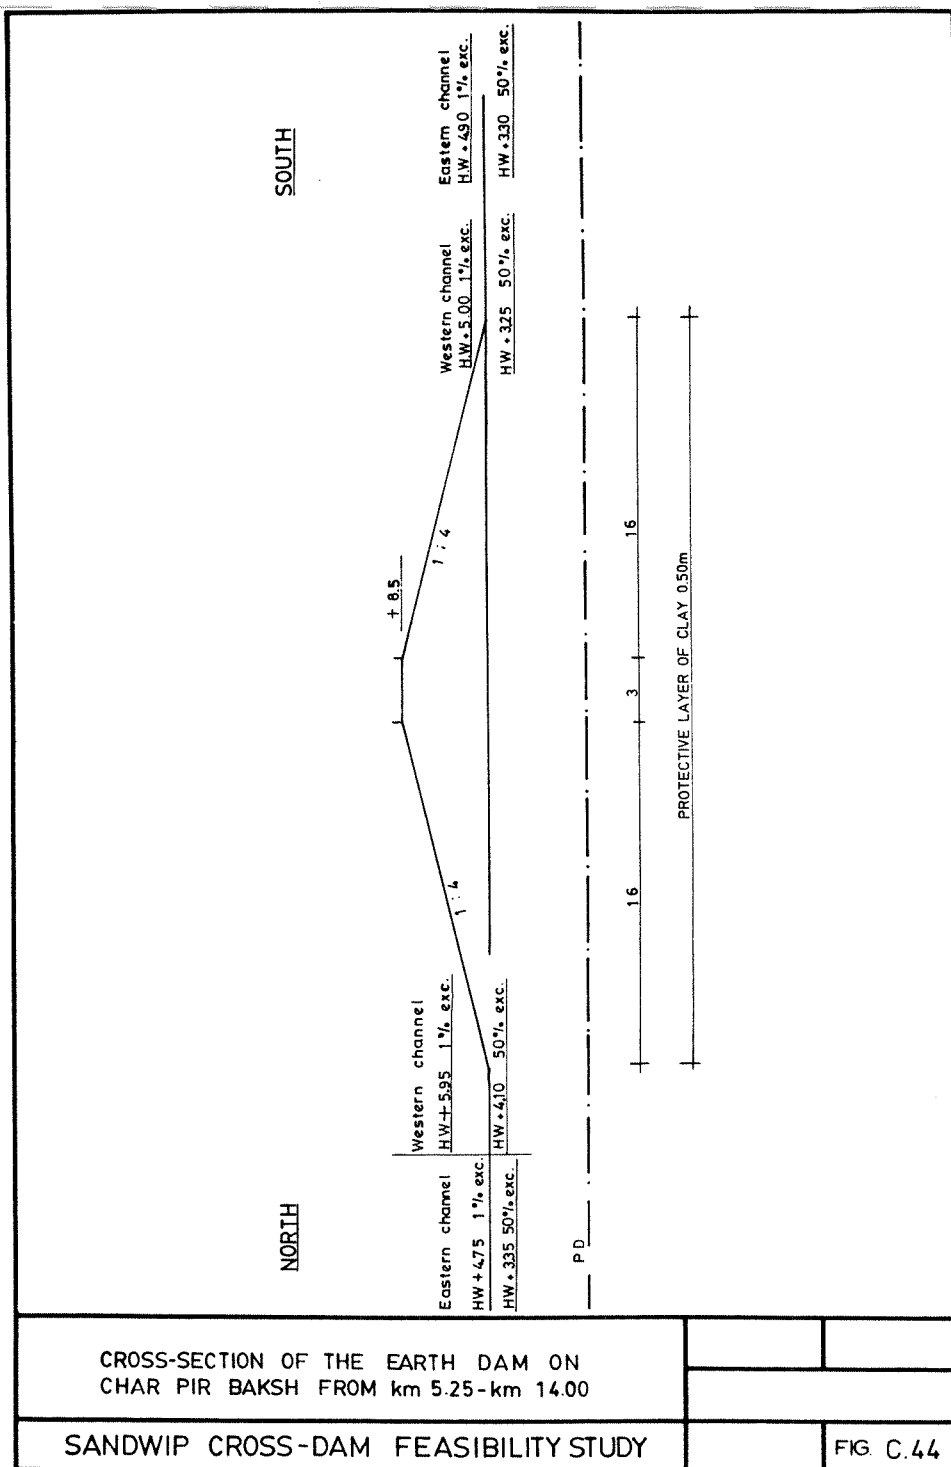 SOUTH
Eastern channel
H.W + 4.90 1% exc.
HW + 3.30 50% exc.
Western channel
H.W + 5.00 1% exc.
HW + 3.25 50% exc.
+ 8.5
1 : 4
1 : 4
16
3
16
PROTECTIVE LAYER OF CLAY 0.50m
Western channel
HW + 5.95 1% exc.
HW + 4.10 50% exc.
NORTH
Eastern channel
HW + 4.75 1% exc.
HW + 3.35 50% exc.
PD
CROSS-SECTION OF THE EARTH DAM ON
CHAR PIR BAKSH FROM km 5.25-km 14.00
SANDWIP CROSS-DAM FEASIBILITY STUDY
FIG. C.44